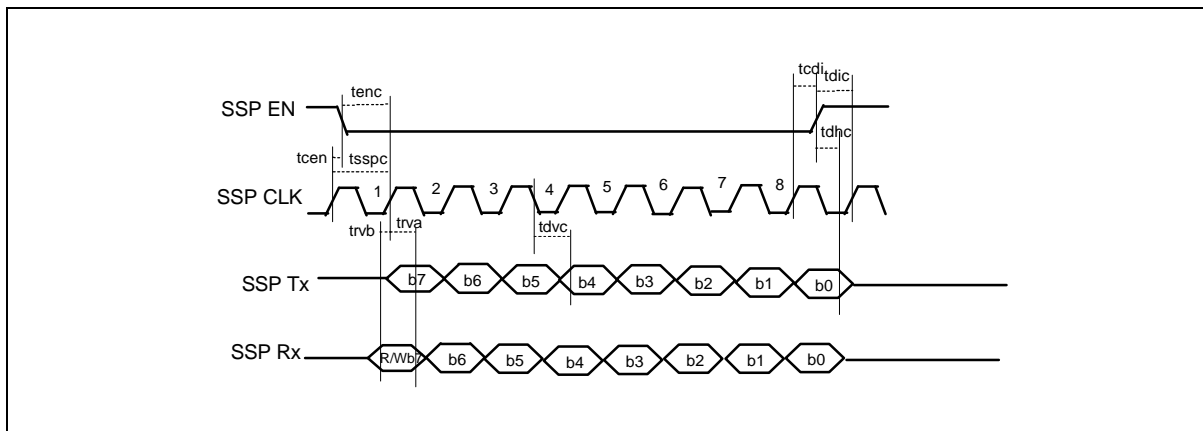 tcdi tdic
tenc
SSP EN
tdhc
tcen tsspc
SSP CLK 1 2 3 4 5 6 7 8
trvb trva tdvc
SSP Tx b7 b6 b5 b4 b3 b2 b1 b0
SSP Rx R/Wb7 b6 b5 b4 b3 b2 b1 b0